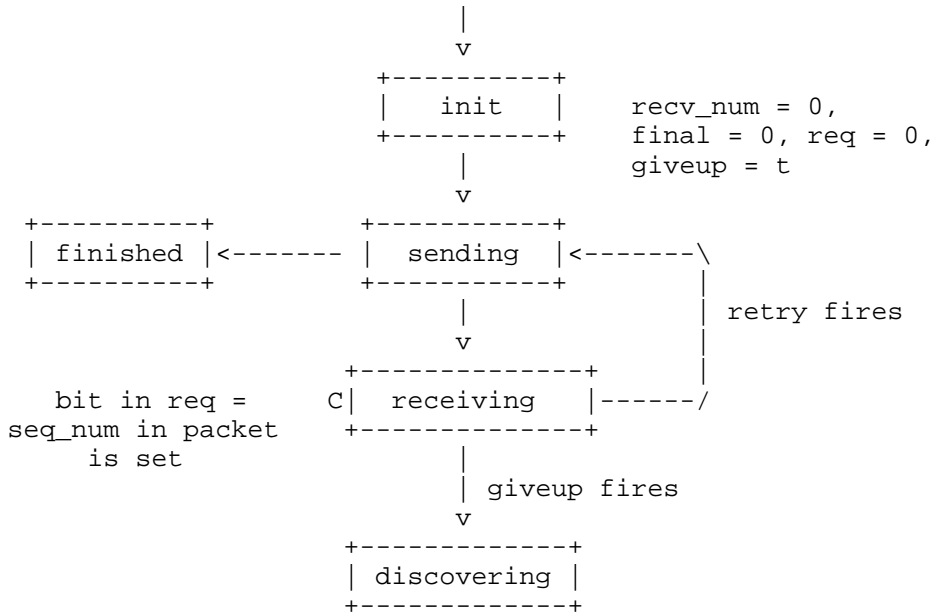 init recv_num = 0,
final = 0, req = 0,
giveup = t
finished sending
retry fires
bit in req = C receiving
seq_num in packet
is set
giveup fires
discovering